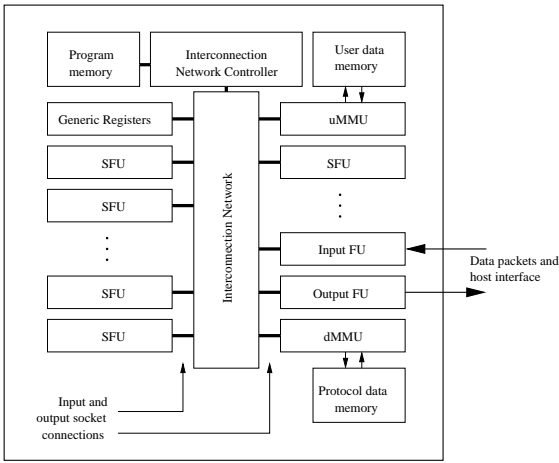 Program
memory
Interconnection
Network Controller
User data
memory
Generic Registers
uMMU
SFU
SFU
SFU
Interconnection Network
Input FU
Data packets and
host interface
SFU
Output FU
SFU
dMMU
Input and
output socket
connections
Protocol data
memory